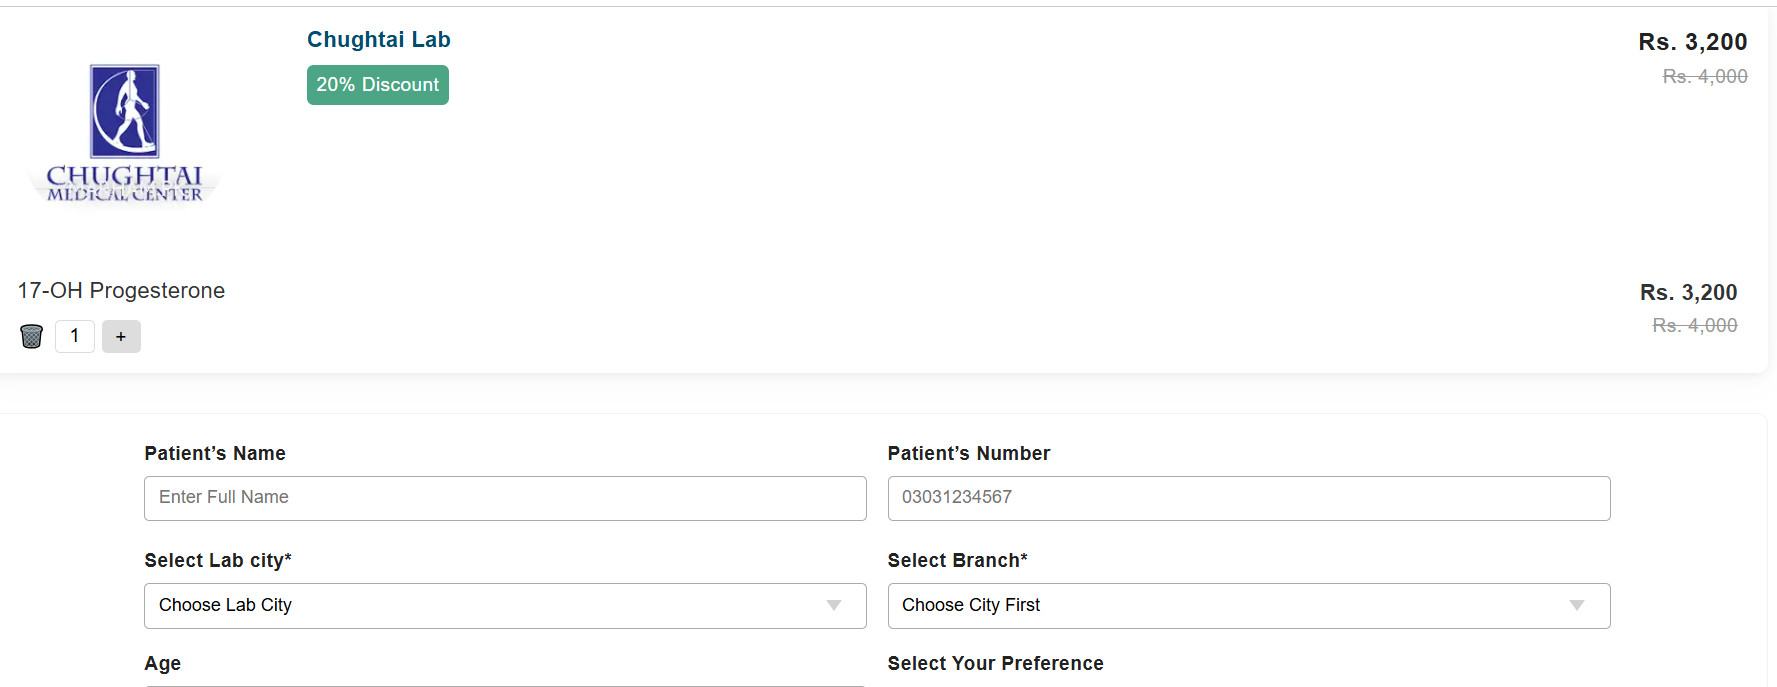 Chughtai Lab
20% Discount
Rs. 3,200
Rs. 4,000
CHUGHTAI
MEDICAL CENTER
17-OH Progesterone
1
+
Rs. 3,200
Rs. 4,000
Patient’s Name
Patient’s Number
Enter Full Name
03031234567
Select Lab city*
Select Branch*
Choose Lab City
Choose City First
Age
Select Your Preference